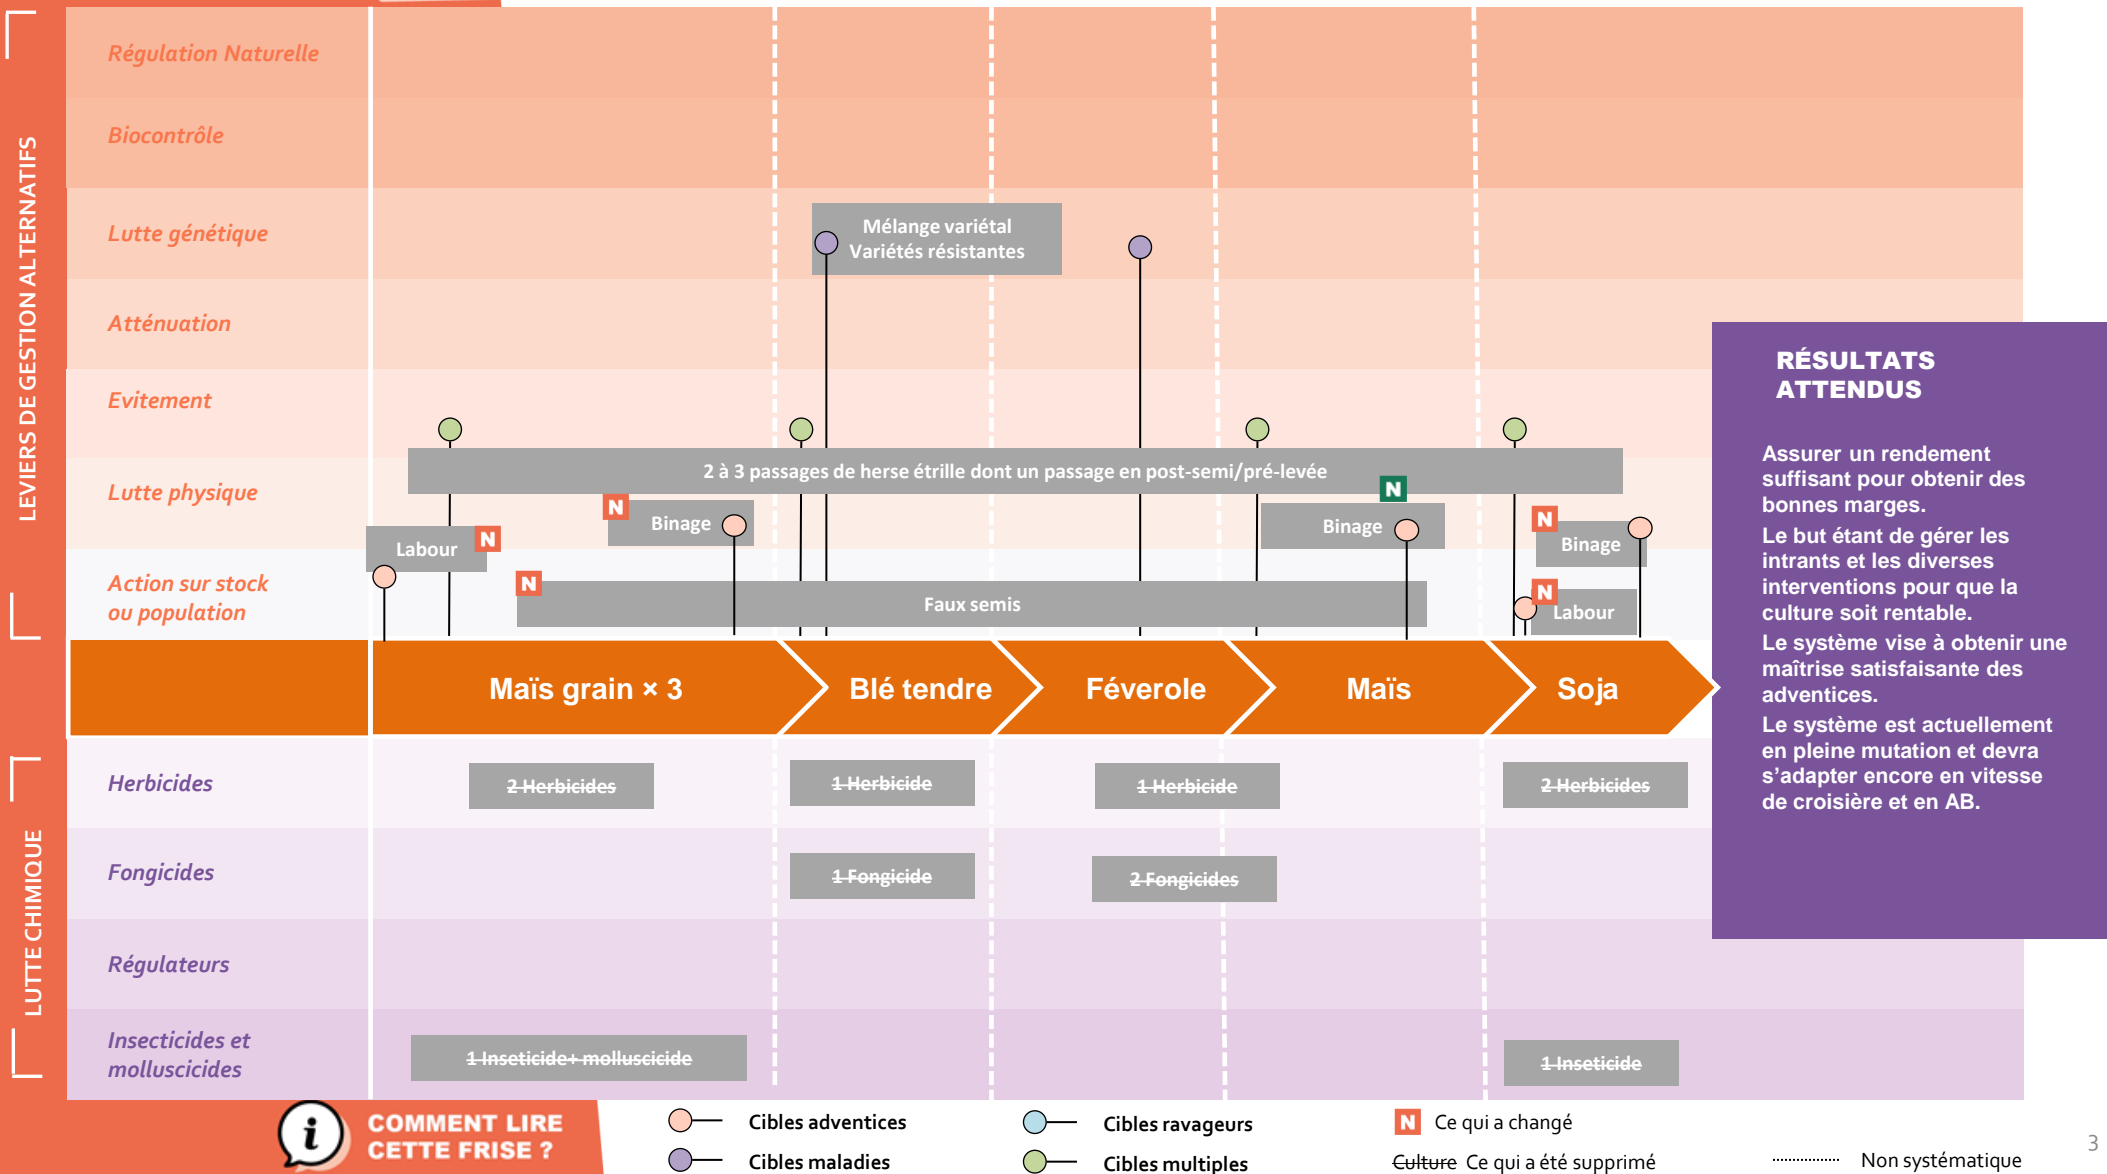 LEVIERS DE GESTION ALTERNATIFS
Régulation Naturelle
Biocontrôle
Lutte génétique
Mélange variétal
Variétés résistantes
Atténuation
Evitement
Lutte physique
2 à 3 passages de herse étrille dont un passage en post-semi/pré-levée
N
Binage
N
Binage
N
Binage
Labour
N
Action sur stock
ou population
N
Faux semis
N
Labour
Maïs grain × 3
Blé tendre
Féverole
Maïs
Soja
LUTTE CHIMIQUE
Herbicides
2 Herbicides
1 Herbicide
1 Herbicide
2 Herbicides
Fongicides
1 Fongicide
2 Fongicides
Régulateurs
Insecticides et
molluscicides
1 Inseticide+ molluscicide
1 Inseticide
RÉSULTATS
ATTENDUS
Assurer un rendement
suffisant pour obtenir des
bonnes marges.
Le but étant de gérer les
intrants et les diverses
interventions pour que la
culture soit rentable.
Le système vise à obtenir une
maîtrise satisfaisante des
adventices.
Le système est actuellement
en pleine mutation et devra
s'adapter encore en vitesse
de croisière et en AB.
i
COMMENT LIRE
CETTE FRISE ?
Cibles adventices
Cibles maladies
Cibles ravageurs
Cibles multiples
N Ce qui a changé
Culture Ce qui a été supprimé
Non systématique
3